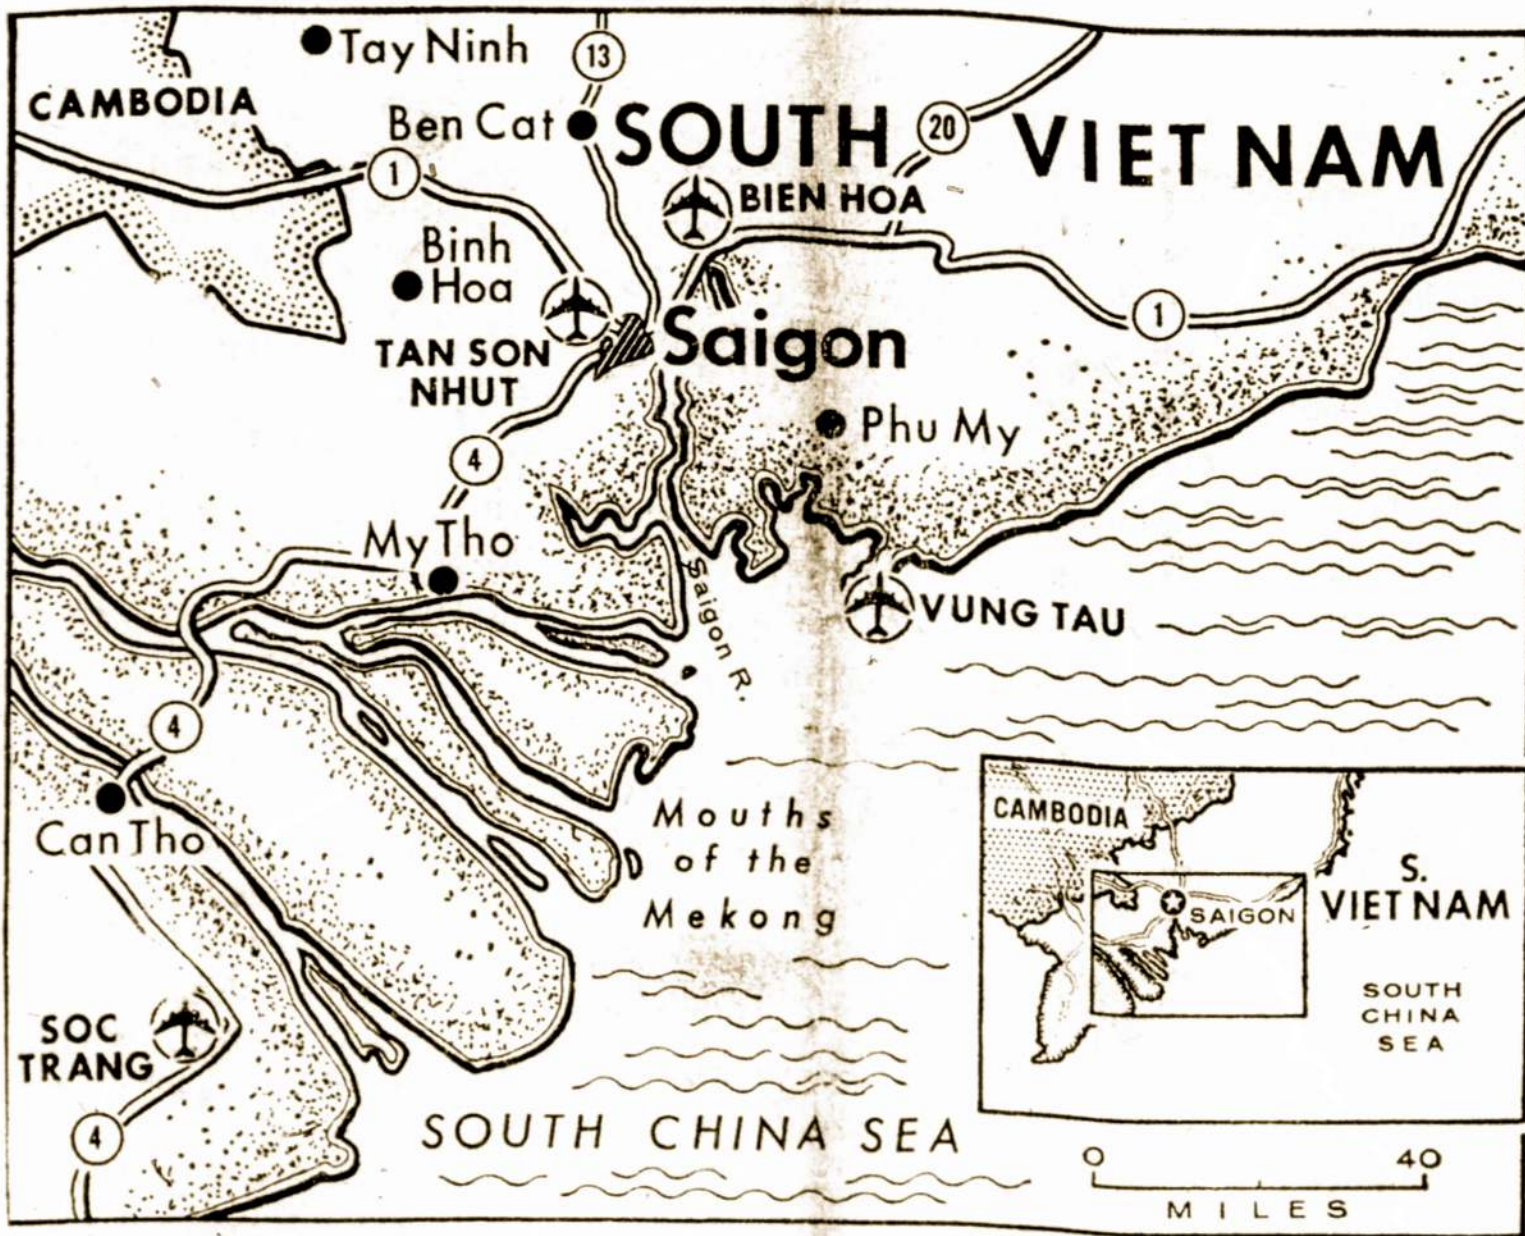 Tay Ninh
13
CAMBODIA
Ben Cat
SOUTH
20
VIET NAM
1
BIEN HOA
Binh
Hoa
1
TAN SON
NHUT
Saigon
Phu My
4
My Tho
Saigon R.
VUNG TAU
4
Can Tho
Mouths
of the
Mekong
SOC
TRANG
4
SOUTH CHINA SEA
CAMBODIA
S.
VIET NAM
SAIGON
SOUTH
CHINA
SEA
0 40
MILES